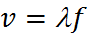 v = λf